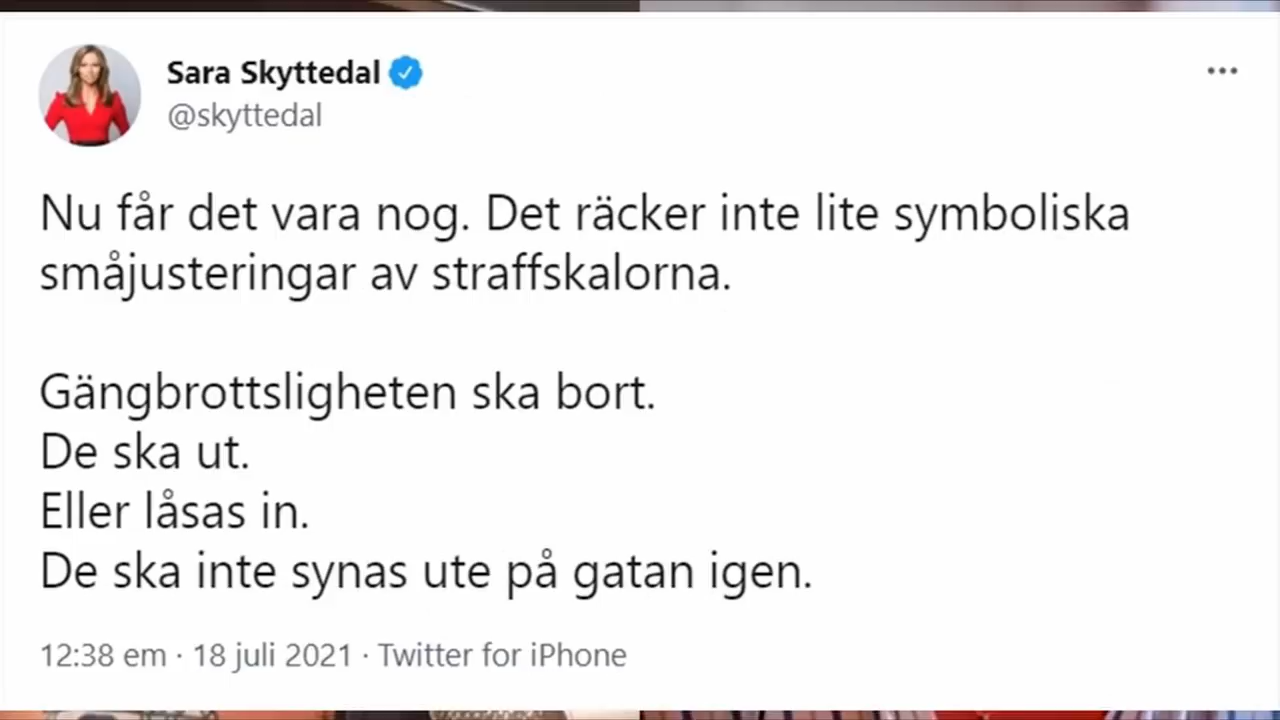 Sara Skyttedal
@skyttedal
Nu får det vara nog. Det räcker inte lite symboliska
småjusteringar av straffskalorna.
Gängbrottsligheten ska bort.
De ska ut.
Eller låsas in.
De ska inte synas ute på gatan igen.
12:38 em · 18 juli 2021 · Twitter for iPhone